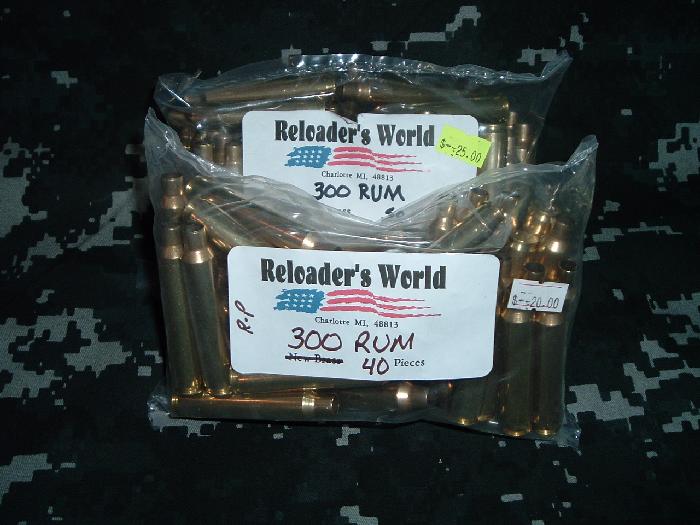 Reloader's World
$--25.00
Charlotte MI, 48813
300 RUM
Reloader's World
$--20.00
Charlotte MI, 48813
R-P
300 RUM
New Brass 40 Pieces